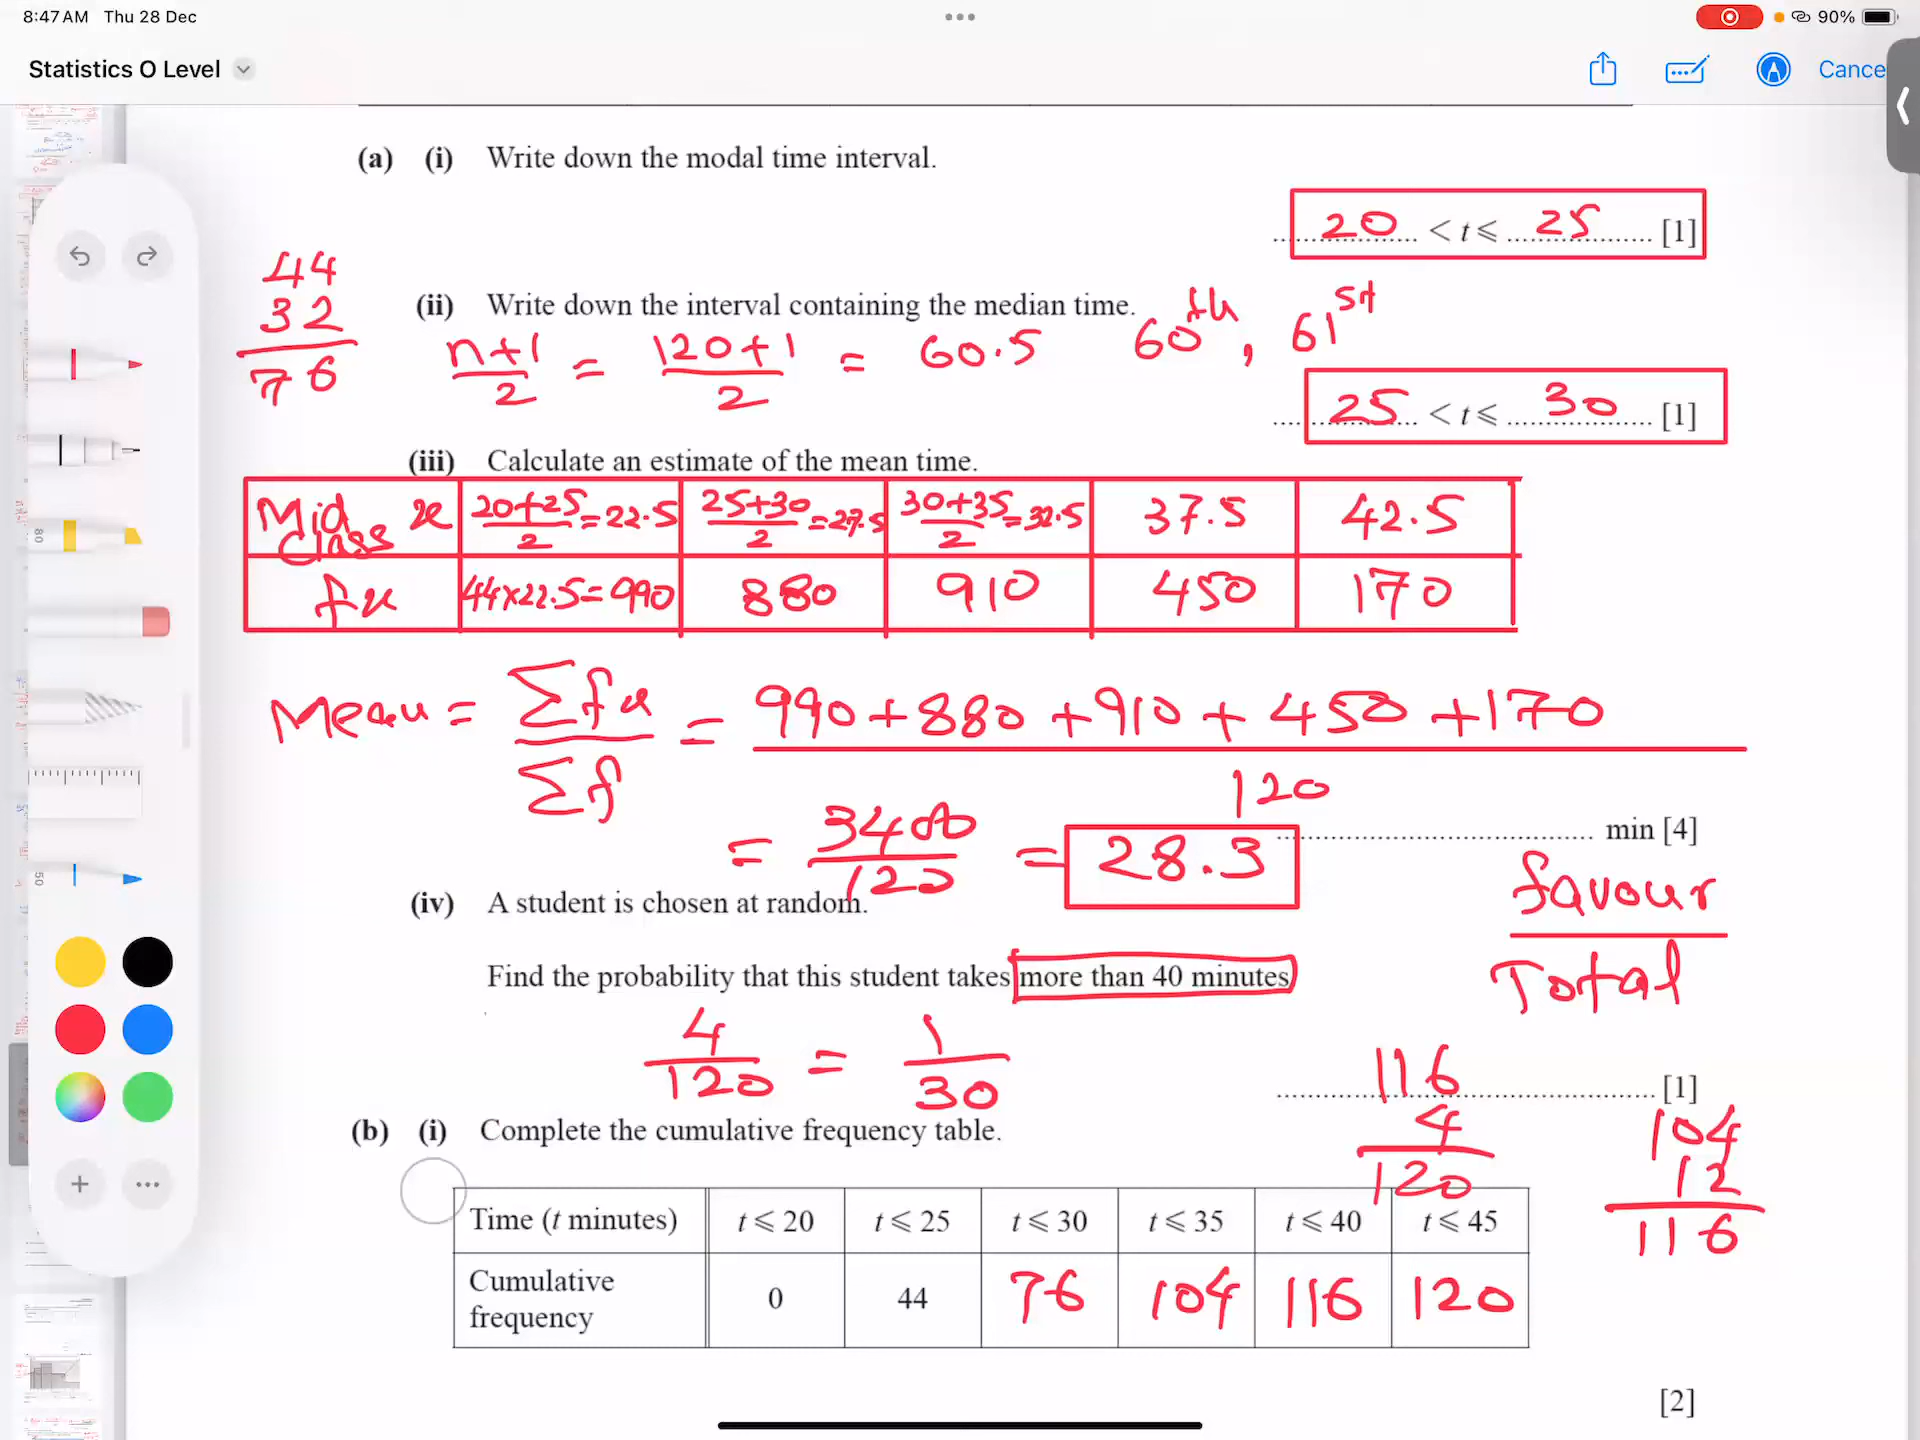 8:47 AM Thu 28 Dec
90%
Statistics O Level
Cance
(a) (i) Write down the modal time interval.
20 < t ⩽ 25 [1]
44
32
76
(ii) Write down the interval containing the median time.
n+1/2 = 120+1/2 = 60.5 60th, 61st
25 < t ⩽ 30 [1]
(iii) Calculate an estimate of the mean time.
Mid Class x 20+25/2=22.5 25+30/2=27.5 30+35/2=32.5 37.5 42.5
fx 44×22.5=990 880 910 450 170
Mean = Σfx/Σf = 990+880+910+450+170/120
= 3400/120 = 28.3 min [4]
favour
Total
(iv) A student is chosen at random.
Find the probability that this student takes more than 40 minutes
4/120 = 1/30
[1]
116
4
120
104
12
116
(b) (i) Complete the cumulative frequency table.
Time (t minutes) t ⩽ 20 t ⩽ 25 t ⩽ 30 t ⩽ 35 t ⩽ 40 t ⩽ 45
Cumulative frequency 0 44 76 104 116 120
[2]
80
50